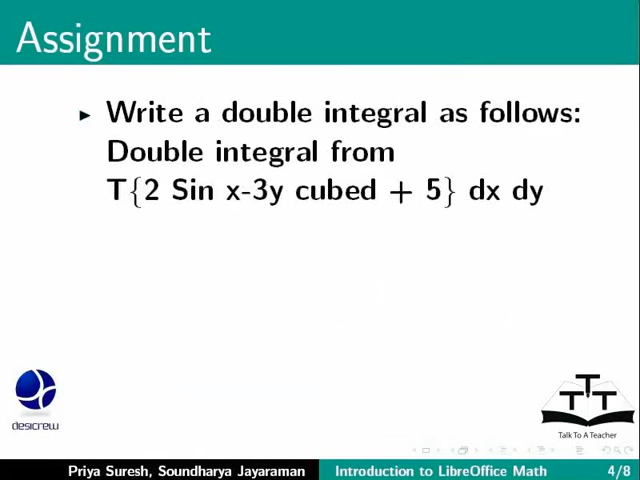 Assignment
Write a double integral as follows:
Double integral from
T{2 Sin x-3y cubed + 5} dx dy
desicrew
T T T
Talk To A Teacher
Priya Suresh, Soundharya Jayaraman Introduction to LibreOffice Math 4/8